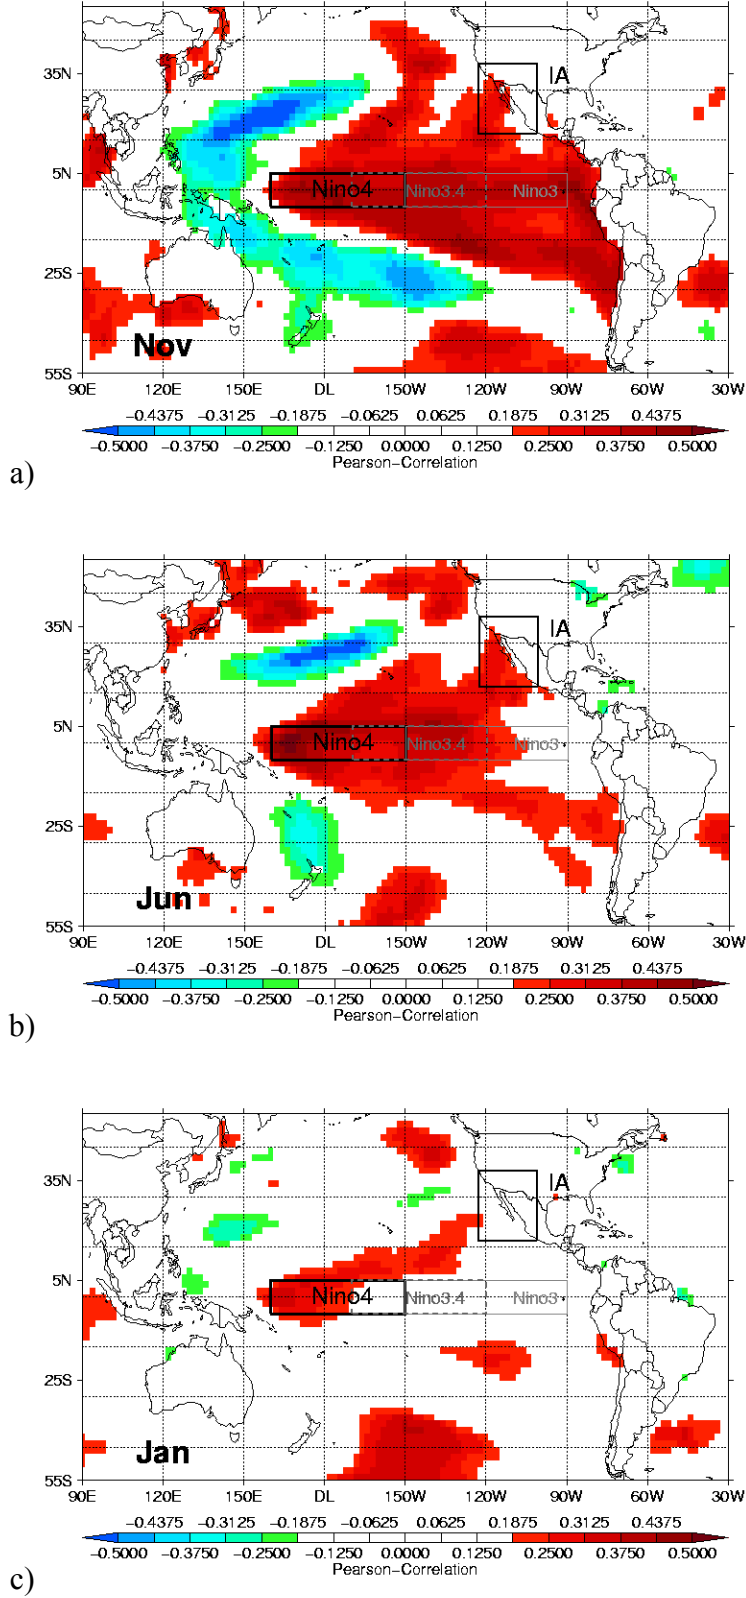 35N
IA
5N
Nino4
Nino3.4
Nino3
25S
Nov
55S
90E 120E 150E DL 150W 120W 90W 60W 30W
−0.4375 −0.3125 −0.1875 −0.0625 0.0625 0.1875 0.3125 0.4375
−0.5000 −0.3750 −0.2500 −0.1250 0.0000 0.1250 0.2500 0.3750 0.5000
Pearson−Correlation
a)
35N
IA
5N
Nino4
Nino3.4
Nino3
25S
Jun
55S
90E 120E 150E DL 150W 120W 90W 60W 30W
−0.4375 −0.3125 −0.1875 −0.0625 0.0625 0.1875 0.3125 0.4375
−0.5000 −0.3750 −0.2500 −0.1250 0.0000 0.1250 0.2500 0.3750 0.5000
Pearson−Correlation
b)
35N
IA
5N
Nino4
Nino3.4
Nino3
25S
Jan
55S
90E 120E 150E DL 150W 120W 90W 60W 30W
−0.4375 −0.3125 −0.1875 −0.0625 0.0625 0.1875 0.3125 0.4375
−0.5000 −0.3750 −0.2500 −0.1250 0.0000 0.1250 0.2500 0.3750 0.5000
Pearson−Correlation
c)